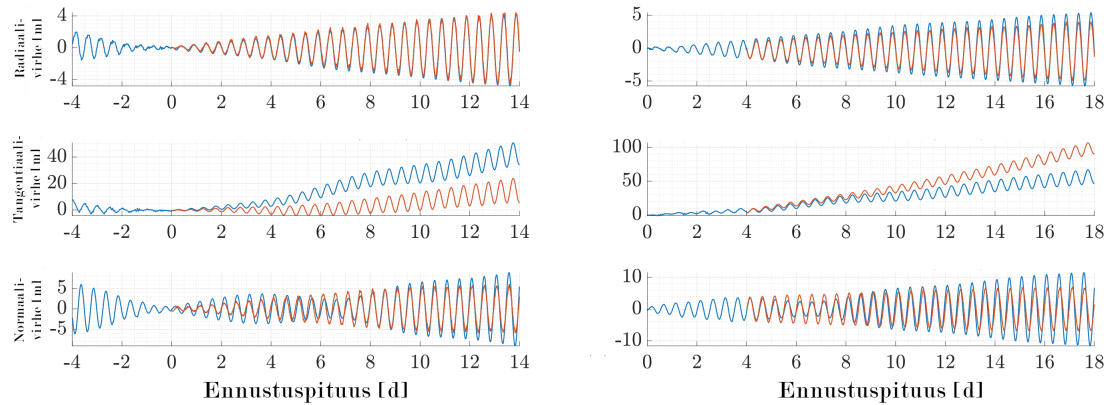 Radiaali-
virhe [m]
4
0
-4
-4 -2 0 2 4 6 8 10 12 14
5
0
-5
0 2 4 6 8 10 12 14 16 18
Tangentiaali-
virhe [m]
40
20
0
-4 -2 0 2 4 6 8 10 12 14
100
50
0
0 2 4 6 8 10 12 14 16 18
Normaali-
virhe [m]
5
0
-5
-4 -2 0 2 4 6 8 10 12 14
Ennustuspituus [d]
10
0
-10
0 2 4 6 8 10 12 14 16 18
Ennustuspituus [d]